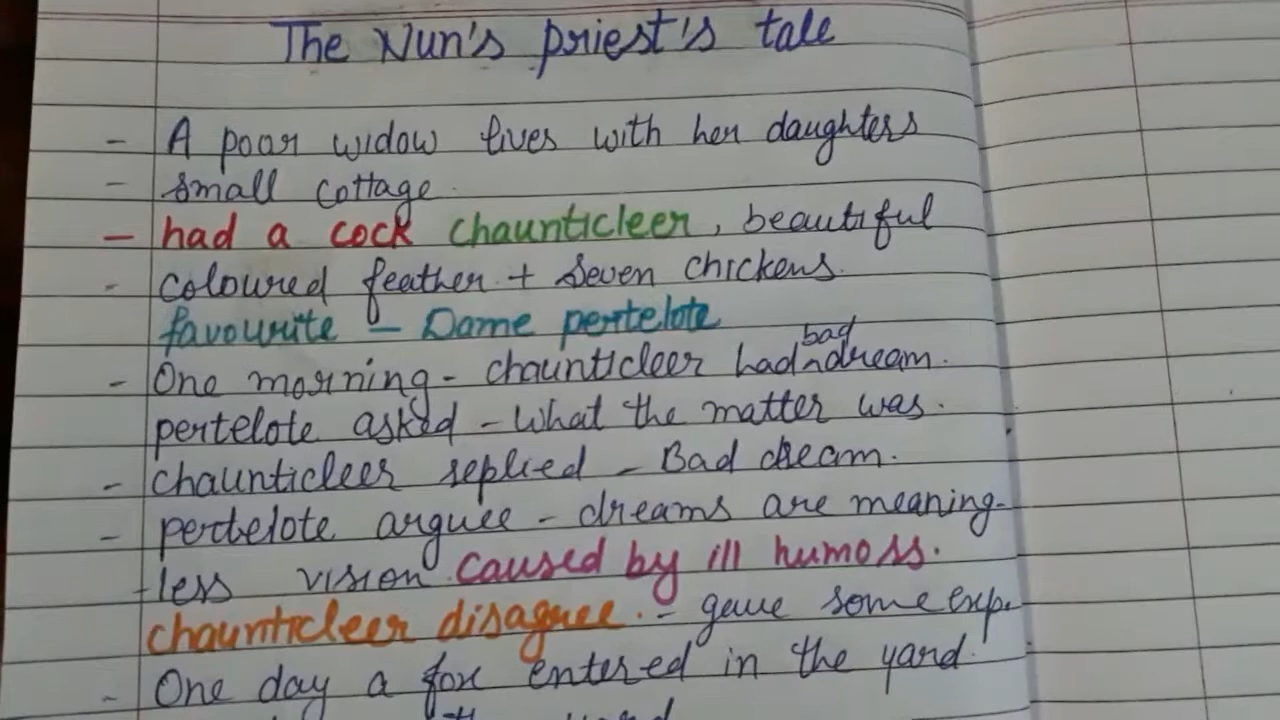 The Nun's priest's tale
- A poor widow lives with her daughters
- small cottage.
- had a cock chaunticleer, beautiful
- coloured feather + seven chickens.
favourite - Dame pertelote
- One morning - chaunticleer had bad dream.
pertelote asked - What the matter was.
- chaunticleer replied - Bad dream.
- pertelote arguee - dreams are meaning-
less vision caused by ill humors.
chaunticleer disagree. - gave some exp.
- One day a fox entered in the yard.